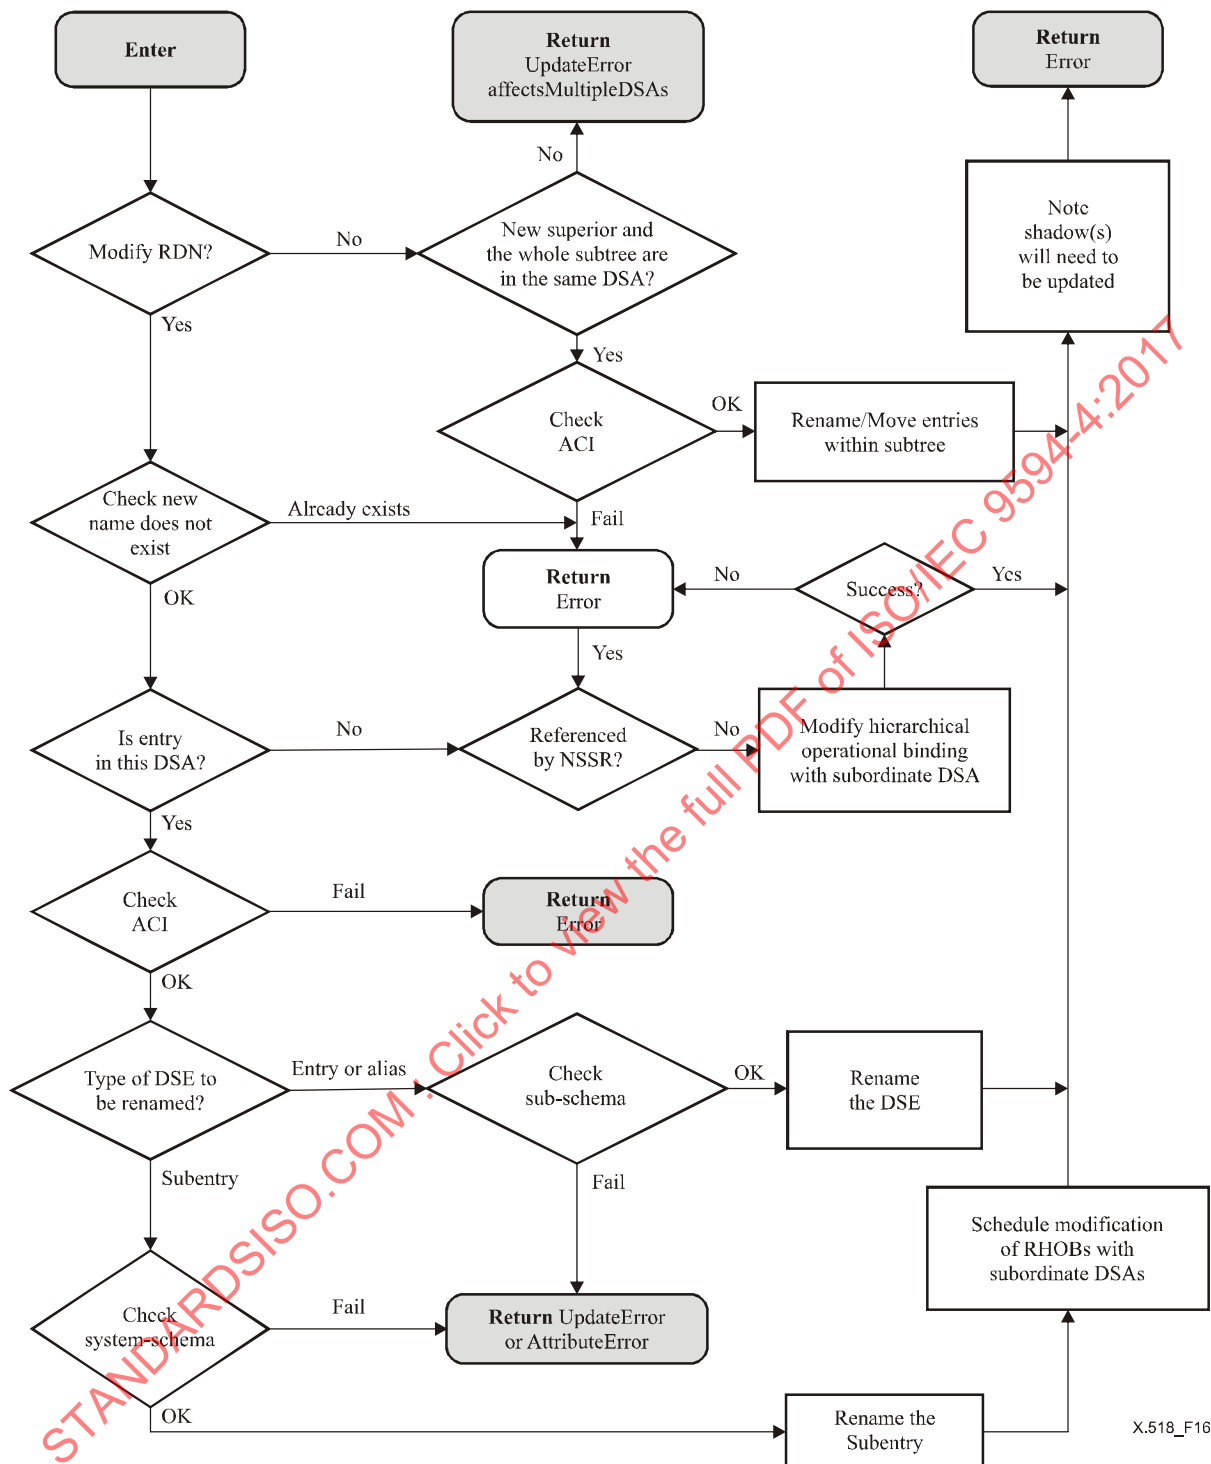 Enter
Return
UpdateError
affectsMultipleDSAs
Return
Error
No
Modify RDN?
No
New superior and
the whole subtree are
in the same DSA?
Note
shadow(s)
will need to
be updated
Yes
Yes
Check
ACI
OK
Rename/Move entries
within subtree
Check new
name does not
exist
Already exists
Fail
Return
Error
No
Success?
Yes
OK
Yes
Is entry
in this DSA?
No
Referenced
by NSSR?
No
Modify hierarchical
operational binding
with subordinate DSA
Yes
Check
ACI
Fail
Return
Error
OK
Type of DSE to
be renamed?
Entry or alias
Check
sub-schema
OK
Rename
the DSE
Subentry
Fail
Schedule modification
of RHOBs with
subordinate DSAs
Check
system-schema
Fail
Return UpdateError
or AttributeError
OK
Rename the
Subentry
X.518_F16
STANDARDSISO.COM : Click to view the full PDF of ISO/IEC 9594-4:2017